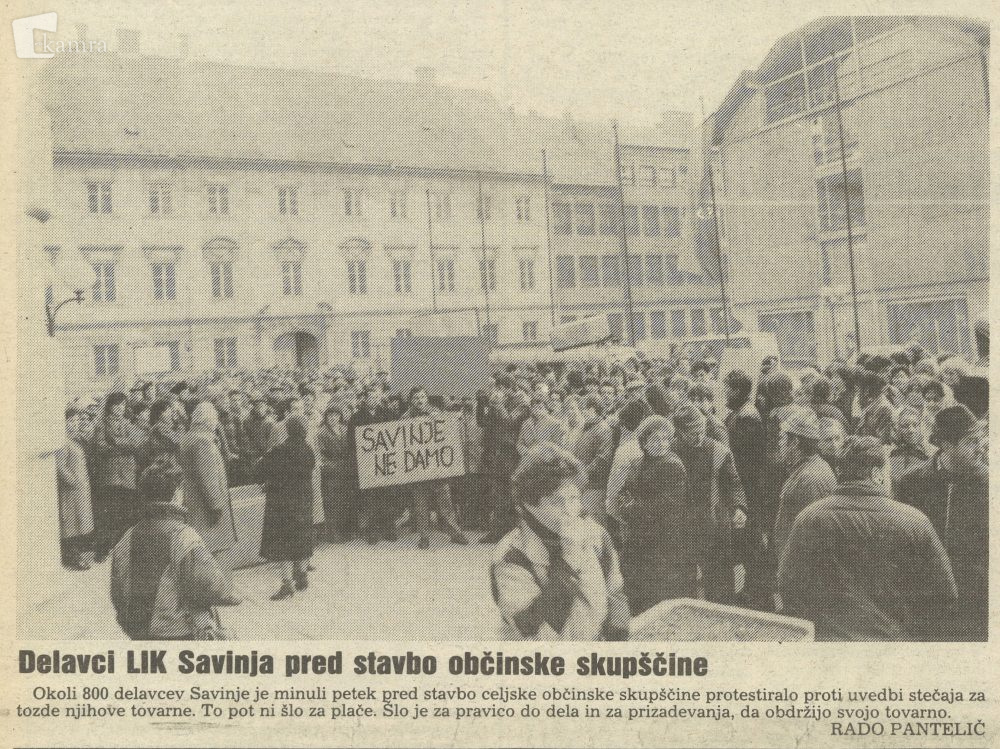 kamra
SAVINJE
NE DAMO
Delavci LIK Savinja pred stavbo občinske skupščine
Okoli 800 delavcev Savinje je minuli petek pred stavbo celjske občinske skupščine protestiralo proti uvedbi stečaja za
tozde njihove tovarne. To pot ni šlo za plače. Šlo je za pravico do dela in za prizadevanja, da obdržijo svojo tovarno.
RADO PANTELIČ